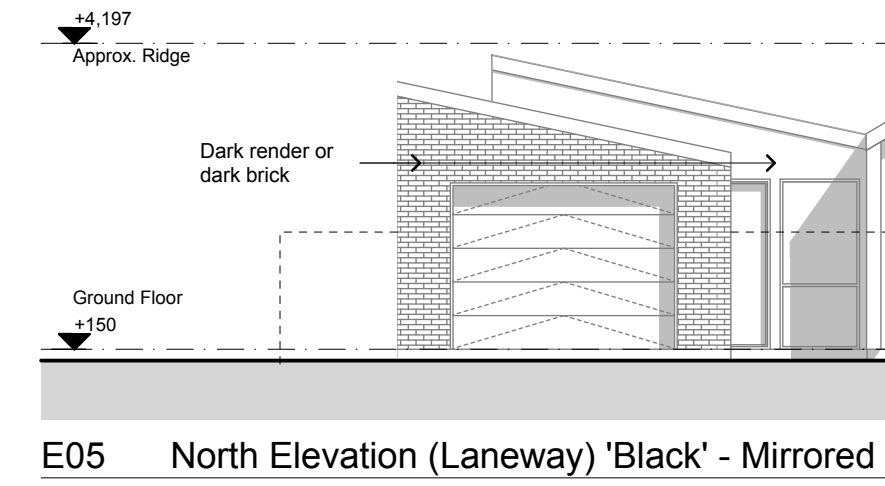 +4,197
Approx. Ridge
Dark render or
dark brick
Ground Floor
+150
E05 North Elevation (Laneway) 'Black' - Mirrored